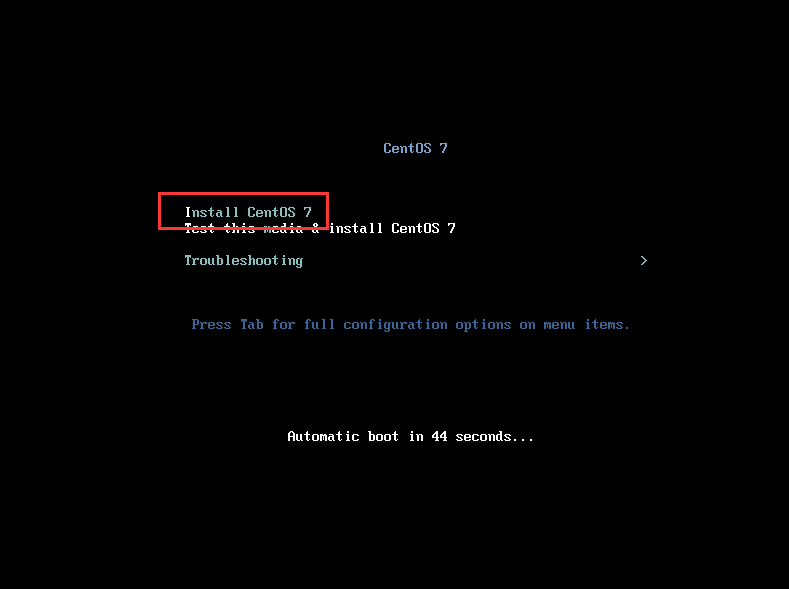 CentOS 7
Install CentOS 7
Test this media & install CentOS 7
Troubleshooting >
Press Tab for full configuration options on menu items.
Automatic boot in 44 seconds...